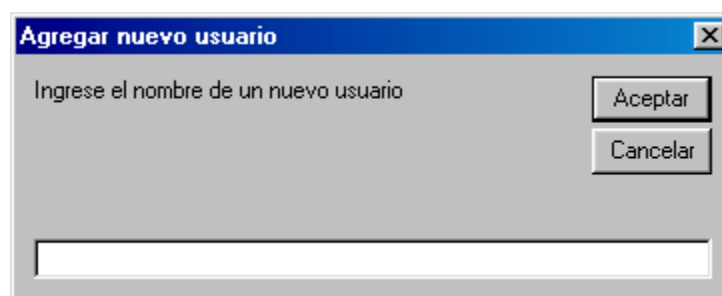 Agregar nuevo usuario
Ingrese el nombre de un nuevo usuario
Aceptar
Cancelar